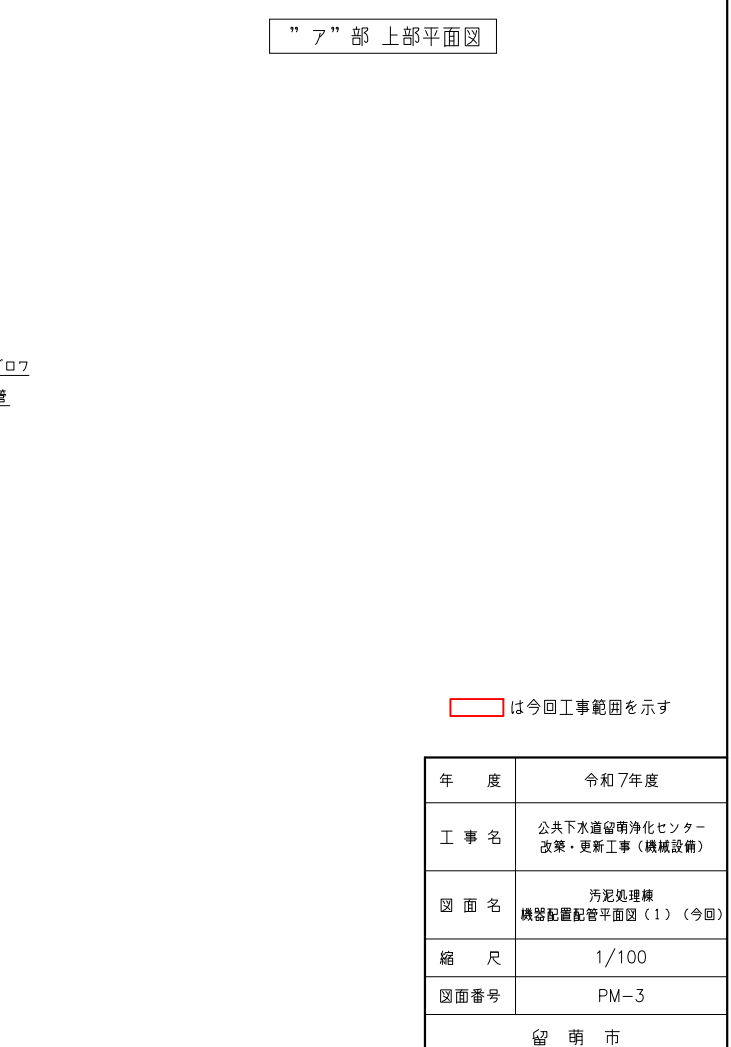 ”ア”部 上部平面図
ブロワ
管
は今回工事範囲を示す
年 度 令和7年度
工 事 名 公共下水道留萌浄化センター
改築・更新工事（機械設備）
図 面 名 汚泥処理棟
機器配置配管平面図（1）（今回）
縮 尺 1/100
図面番号 PM-3
留 萌 市